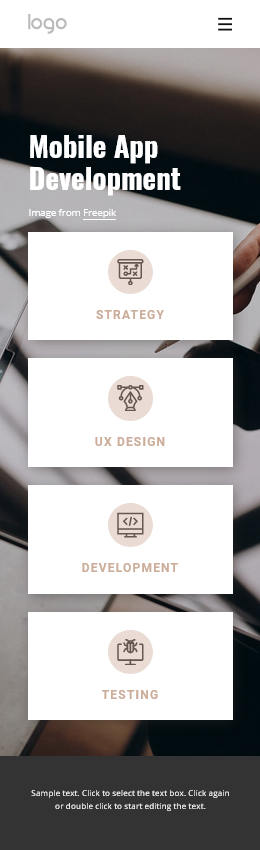 logo
Mobile App
Development
Image from Freepik
STRATEGY
UX DESIGN
DEVELOPMENT
TESTING
Sample text. Click to select the text box. Click again
or double click to start editing the text.